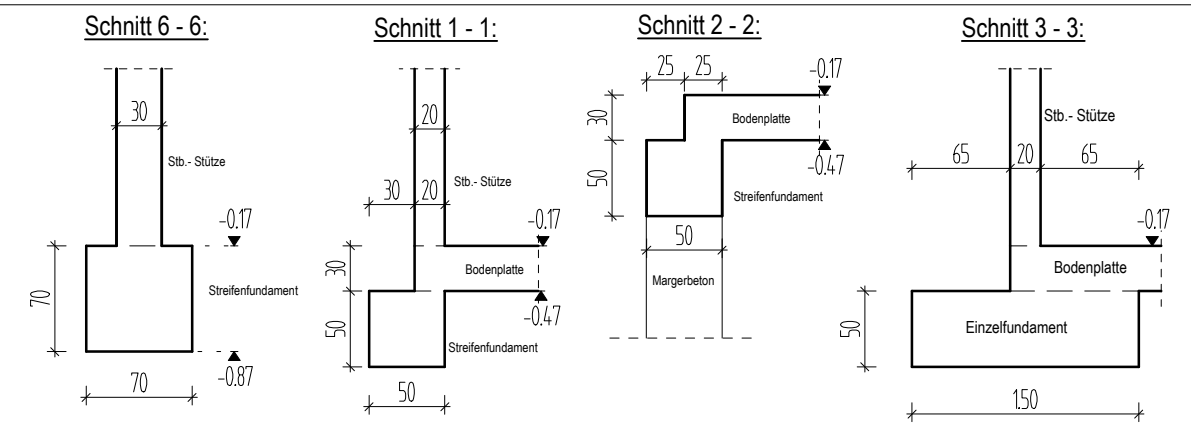 Schnitt 6 - 6:
30
Stb.- Stütze
-0.17
70
Streifenfundament
-0.87
70
Schnitt 1 - 1:
20
30
20
Stb.- Stütze
-0.17
30
Bodenplatte
-0.47
50
Streifenfundament
50
Schnitt 2 - 2:
25
25
-0.17
30
Bodenplatte
-0.47
50
Streifenfundament
50
Margerbeton
Schnitt 3 - 3:
Stb.- Stütze
65
20
65
-0.17
Bodenplatte
50
Einzelfundament
1.50